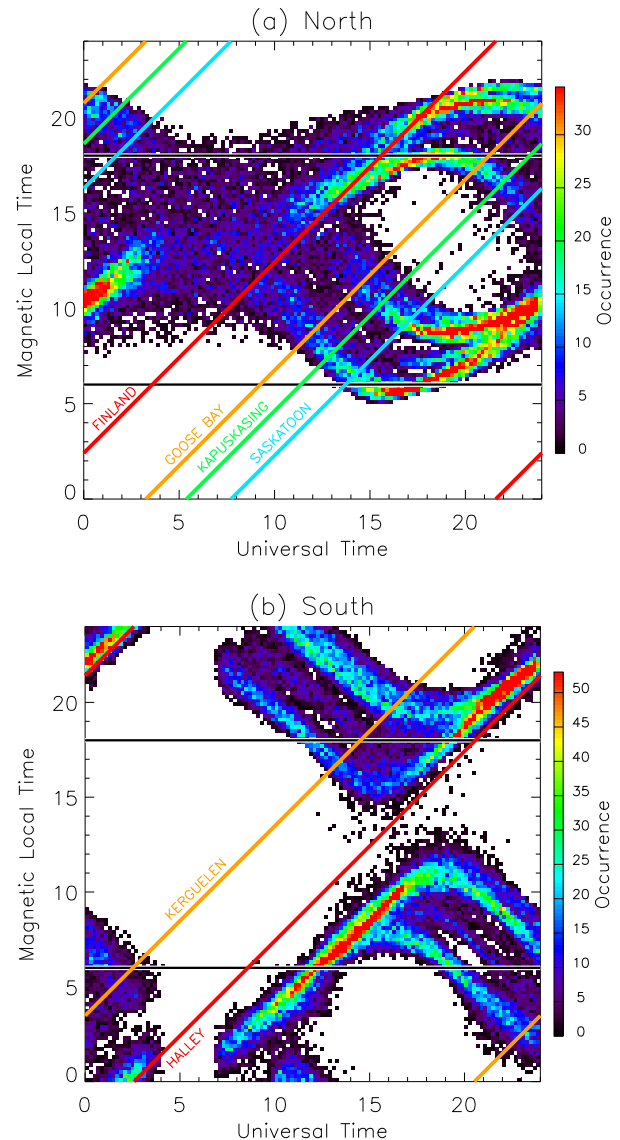 (a) North
Magnetic Local Time
20
15
10
5
0
FINLAND
GOOSE BAY
KAPUSKASING
SASKATOON
0
5
10
15
20
Universal Time
30
25
20
15
10
5
0
Occurrence
(b) South
Magnetic Local Time
20
15
10
5
0
KERGUELEN
HALLEY
0
5
10
15
20
Universal Time
50
45
40
35
30
25
20
15
10
5
0
Occurrence